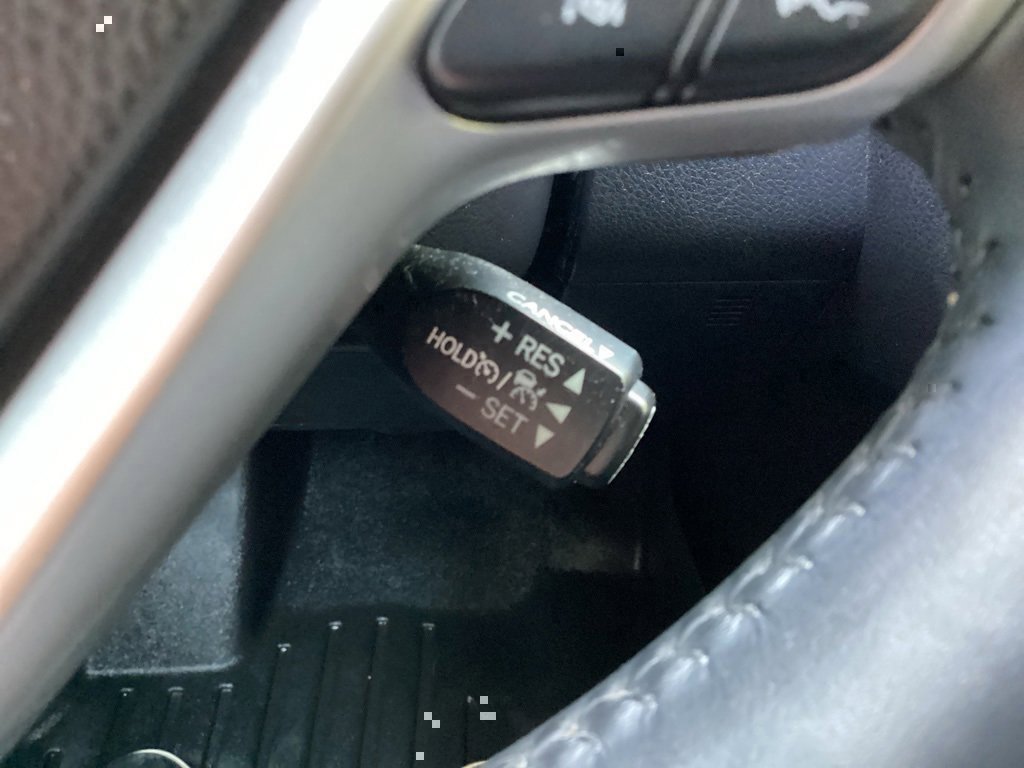 CANCEL▼
+ RES ▲
HOLD / ◀
− SET ▼